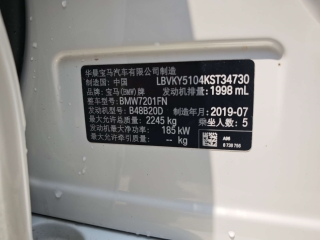 华晨宝马汽车有限公司制造
制造国：中国 LBVKY5104KST34730
发动机排量：1998 mL
品牌：宝马(BMW)牌
整车型号：BMW7201FN
发动机型号：B48B20D 制造年月：2019-07
最大允许总质量：2245 kg 乘坐人数：5
发动机最大净功率：185 kW
最大允许牵引质量：-- kg